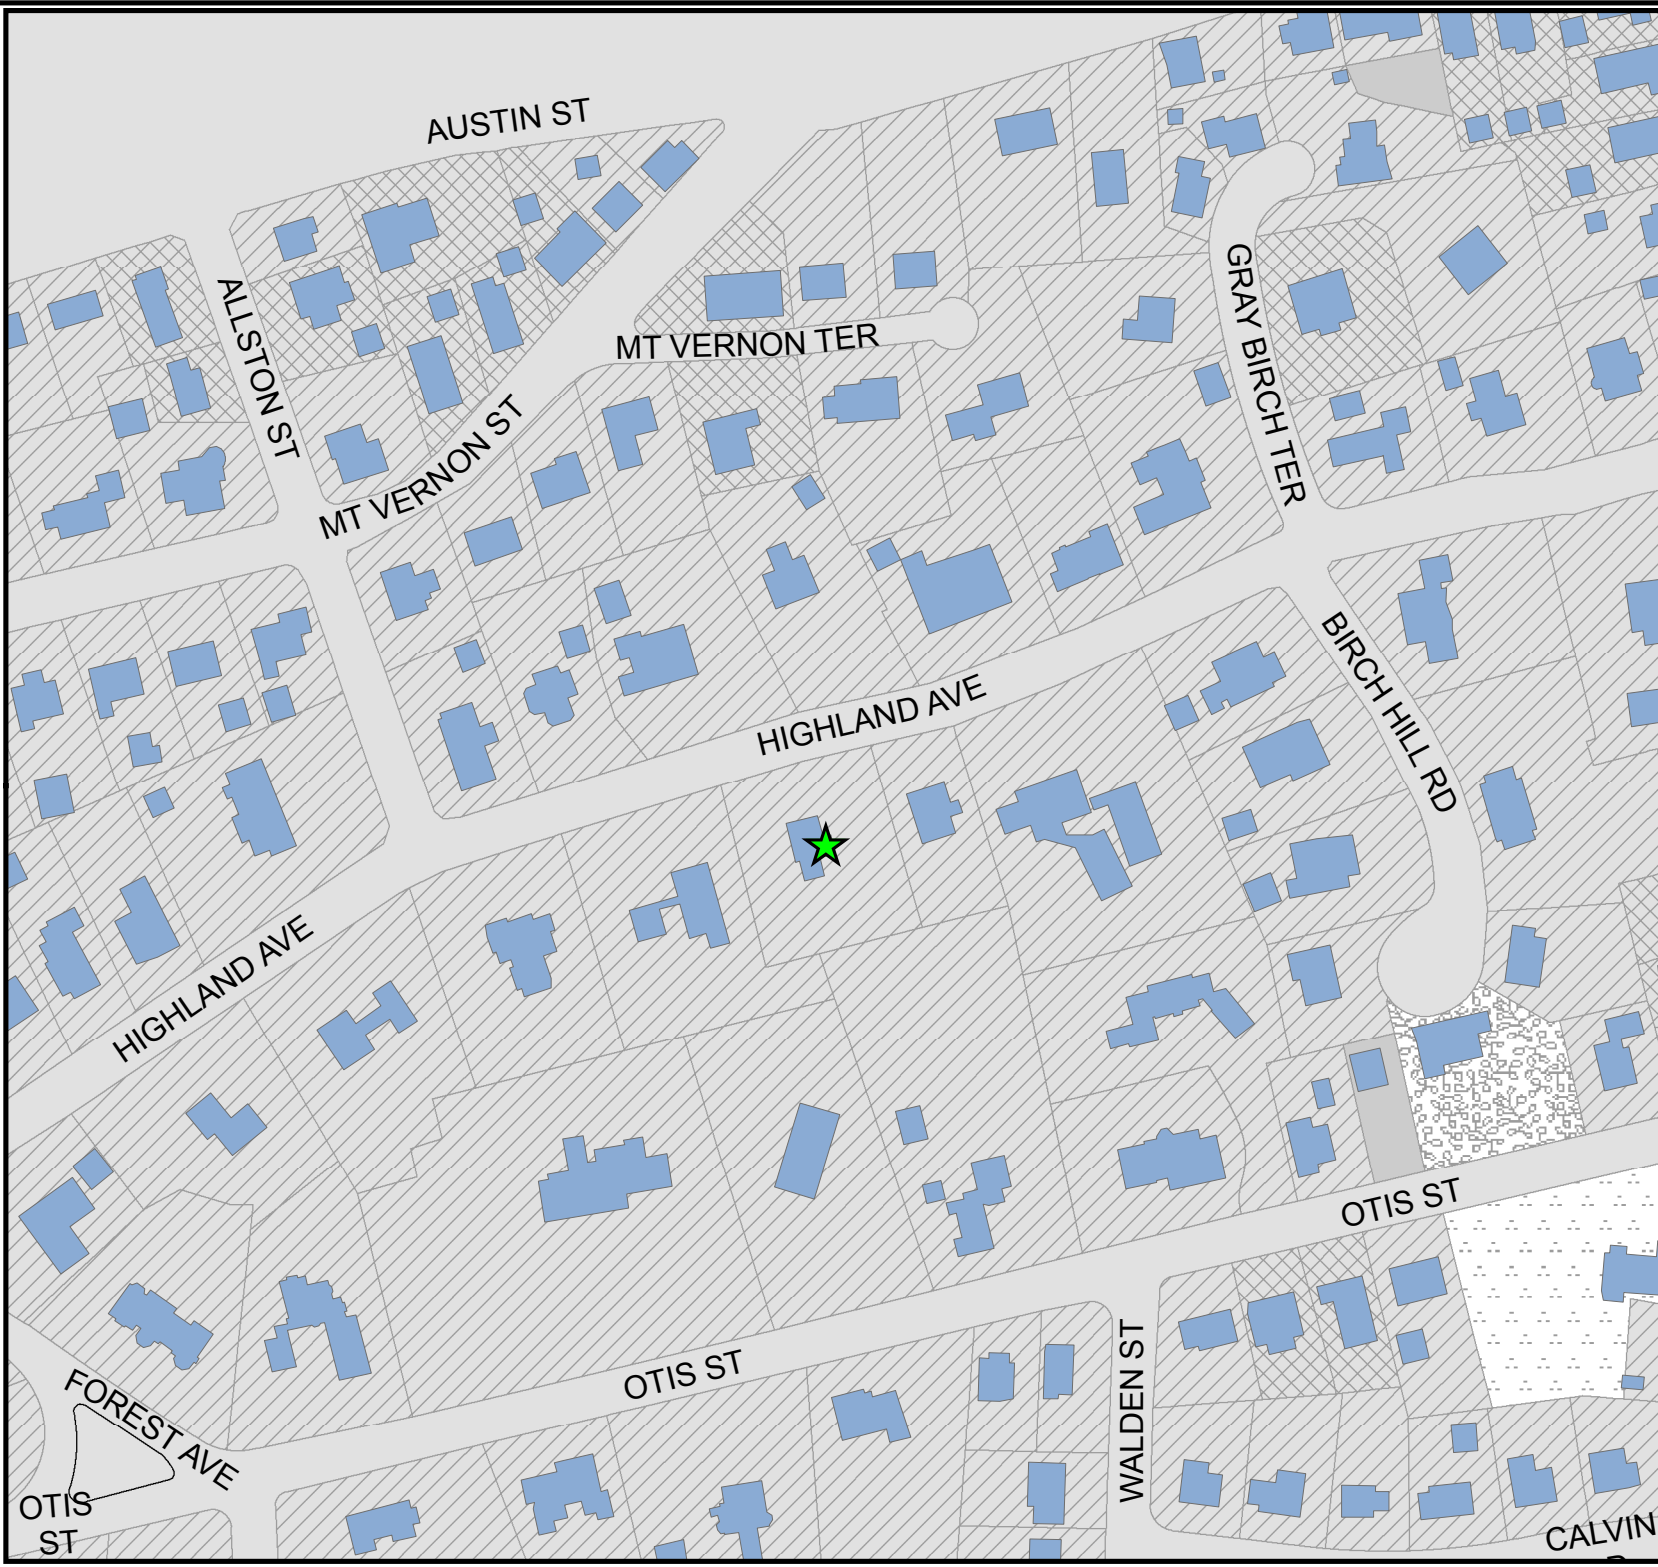 AUSTIN ST
ALLSTON ST
MT VERNON TER
GRAY BIRCH TER
MT VERNON ST
HIGHLAND AVE
BIRCH HILL RD
HIGHLAND AVE
OTIS ST
OTIS ST
WALDEN ST
FOREST AVE
OTIS
ST
CALVIN